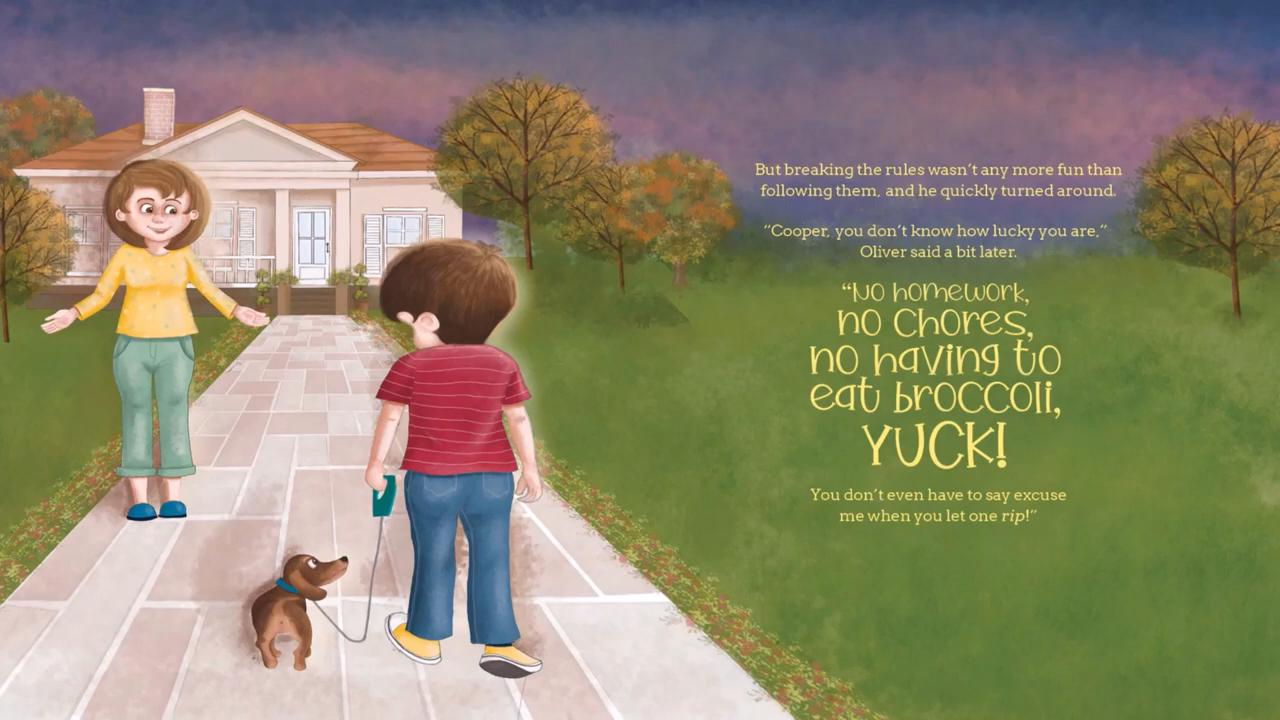 But breaking the rules wasn't any more fun than
following them, and he quickly turned around.
"Cooper, you don't know how lucky you are,"
Oliver said a bit later.
"No homework,
no chores,
no having to
eat broccoli,
YUCK!
You don't even have to say excuse
me when you let one rip!"